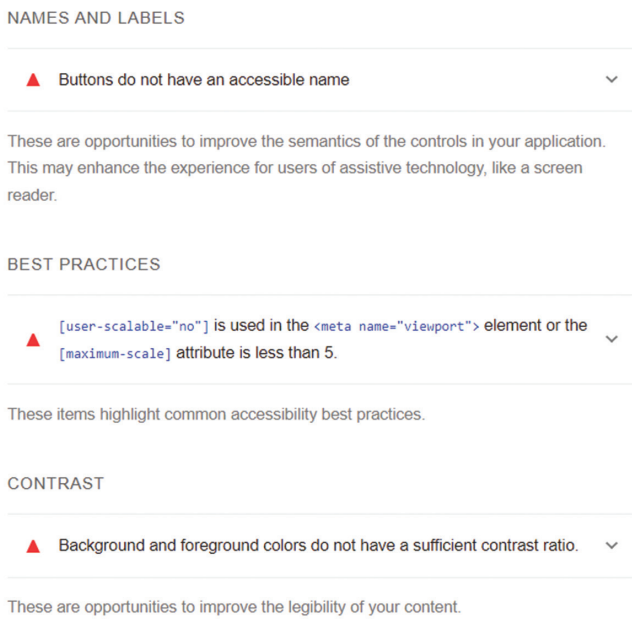 NAMES AND LABELS
Buttons do not have an accessible name
These are opportunities to improve the semantics of the controls in your application.
This may enhance the experience for users of assistive technology, like a screen
reader.
BEST PRACTICES
[user-scalable="no"] is used in the <meta name="viewport"> element or the
[maximum-scale] attribute is less than 5.
These items highlight common accessibility best practices.
CONTRAST
Background and foreground colors do not have a sufficient contrast ratio.
These are opportunities to improve the legibility of your content.